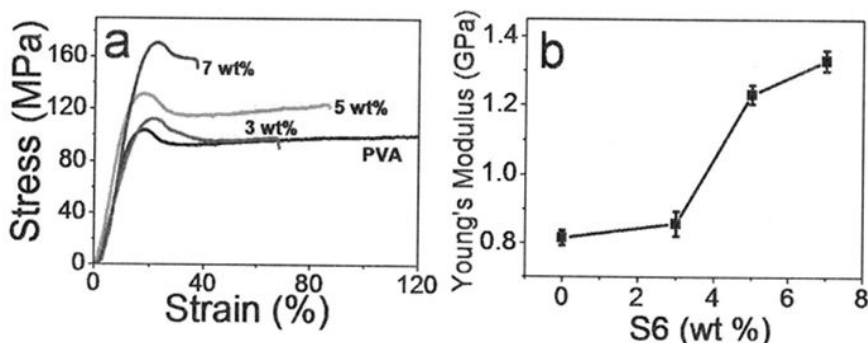 a
Stress (MPa)
160
120
80
40
0
7 wt%
5 wt%
3 wt%
PVA
0 40 80 120
Strain (%)
b
Young's Modulus (GPa)
1.4
1.2
1.0
0.8
0 2 4 6 8
S6 (wt %)